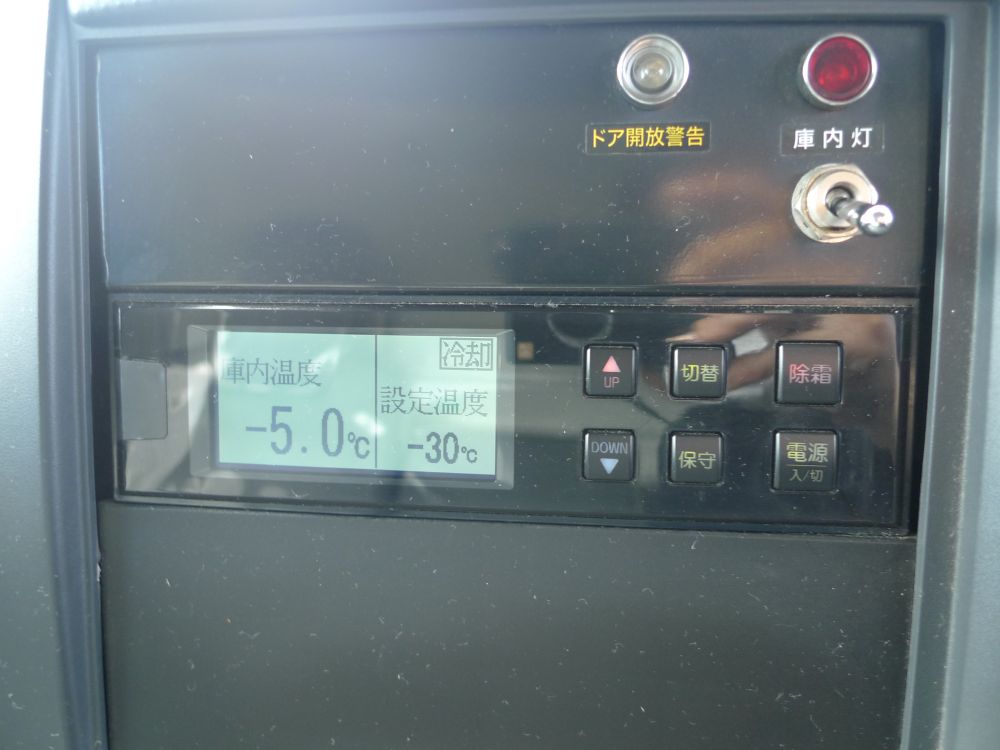 ドア開放警告
庫内灯
庫内温度
-5.0℃
冷却
設定温度
-30℃
UP
切替
除霜
DOWN
保守
電源
入/切